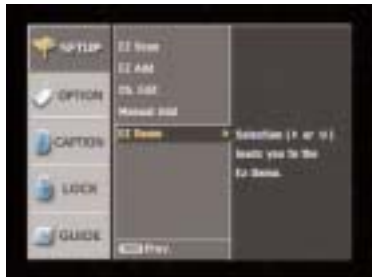 SETUP
OPTION
CAPTION
LOCK
GUIDE
EZ Scan
EZ Add
Ch. Edit
Manual Add
EZ Demo
Selection ( or )
leads you to the
Ez Demo.
Prev.